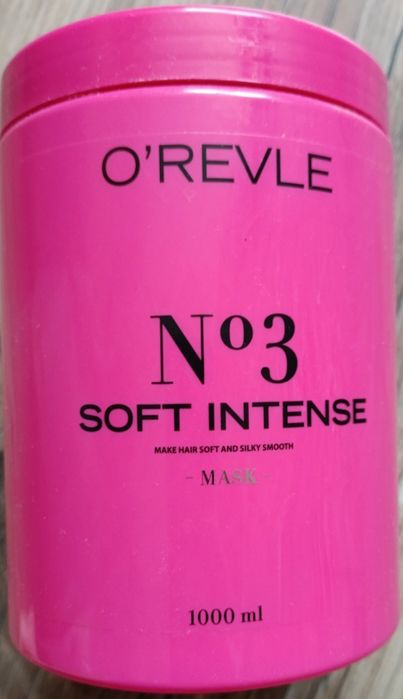 O'REVLE
Nº3
SOFT INTENSE
MAKE HAIR SOFT AND SILKY SMOOTH
- MASK -
1000 ml